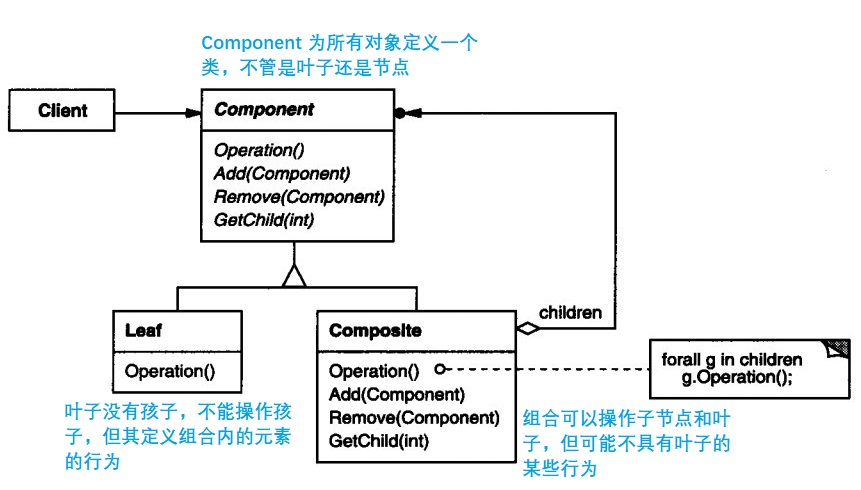 Component 为所有对象定义一个
类，不管是叶子还是节点
Client
Component
Operation()
Add(Component)
Remove(Component)
GetChild(int)
children
Leaf
Operation()
Composite
Operation()
Add(Component)
Remove(Component)
GetChild(int)
forall g in children
g.Operation();
叶子没有孩子，不能操作孩
子，但其定义组合内的元素
的行为
组合可以操作子节点和叶
子，但可能不具有叶子的
某些行为